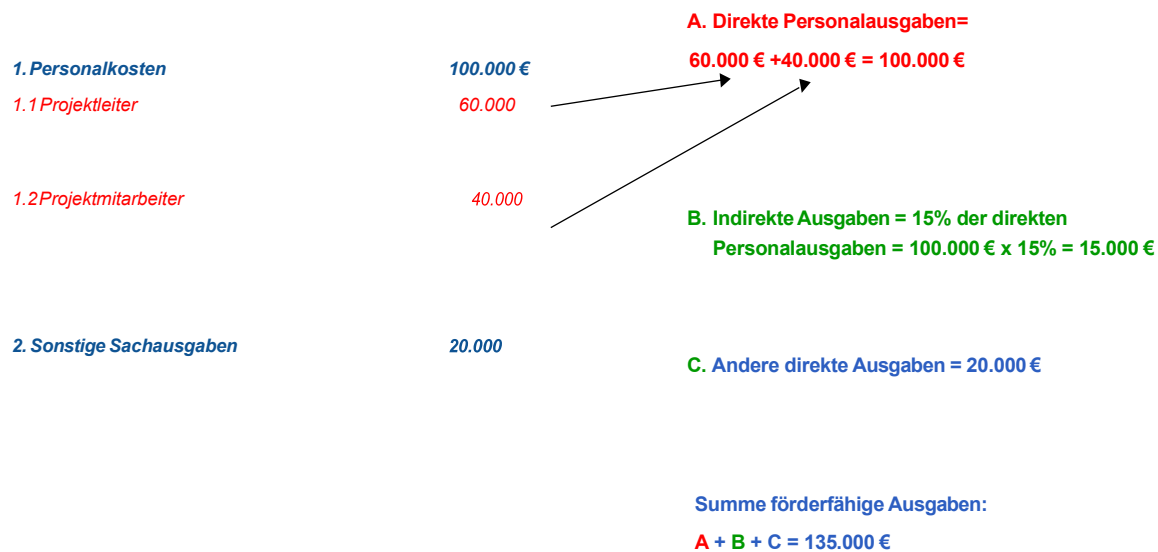 1. Personalkosten 100.000 €
1.1 Projektleiter 60.000
1.2 Projektmitarbeiter 40.000
2. Sonstige Sachausgaben 20.000
A. Direkte Personalausgaben=
60.000 € +40.000 € = 100.000 €
B. Indirekte Ausgaben = 15% der direkten
Personalausgaben = 100.000 € x 15% = 15.000 €
C. Andere direkte Ausgaben = 20.000 €
Summe förderfähige Ausgaben:
A + B + C = 135.000 €